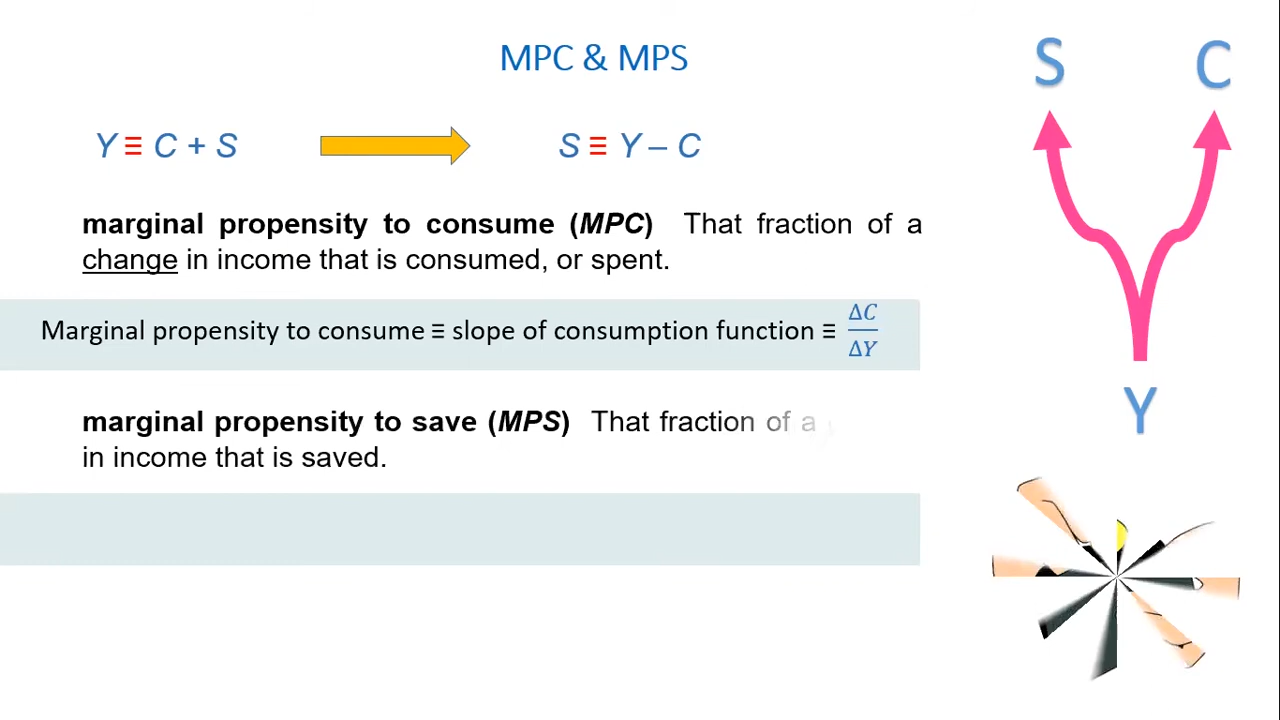 MPC & MPS
S C
Y ≡ C + S S ≡ Y – C
marginal propensity to consume (MPC) That fraction of a
change in income that is consumed, or spent.
Marginal propensity to consume ≡ slope of consumption function ≡ ΔC/ΔY
marginal propensity to save (MPS) That fraction of a
in income that is saved.
Y